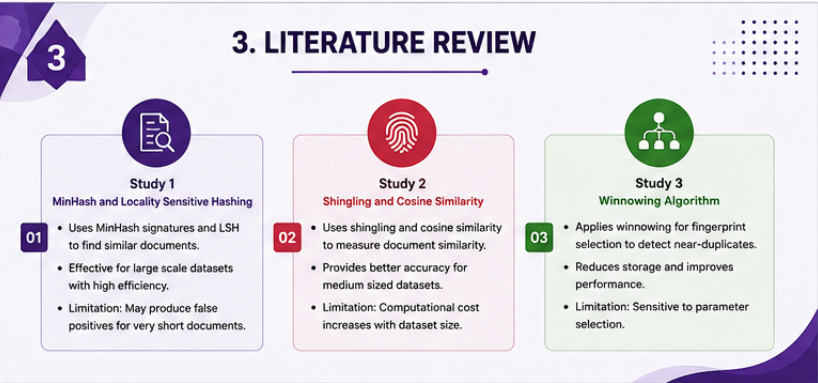 3
3. LITERATURE REVIEW
Study 1
MinHash and Locality Sensitive Hashing
01
• Uses MinHash signatures and LSH
to find similar documents.
• Effective for large scale datasets
with high efficiency.
• Limitation: May produce false
positives for very short documents.
Study 2
Shingling and Cosine Similarity
02
• Uses shingling and cosine similarity
to measure document similarity.
• Provides better accuracy for
medium sized datasets.
• Limitation: Computational cost
increases with dataset size.
Study 3
Winnowing Algorithm
03
• Applies winnowing for fingerprint
selection to detect near-duplicates.
• Reduces storage and improves
performance.
• Limitation: Sensitive to parameter
selection.